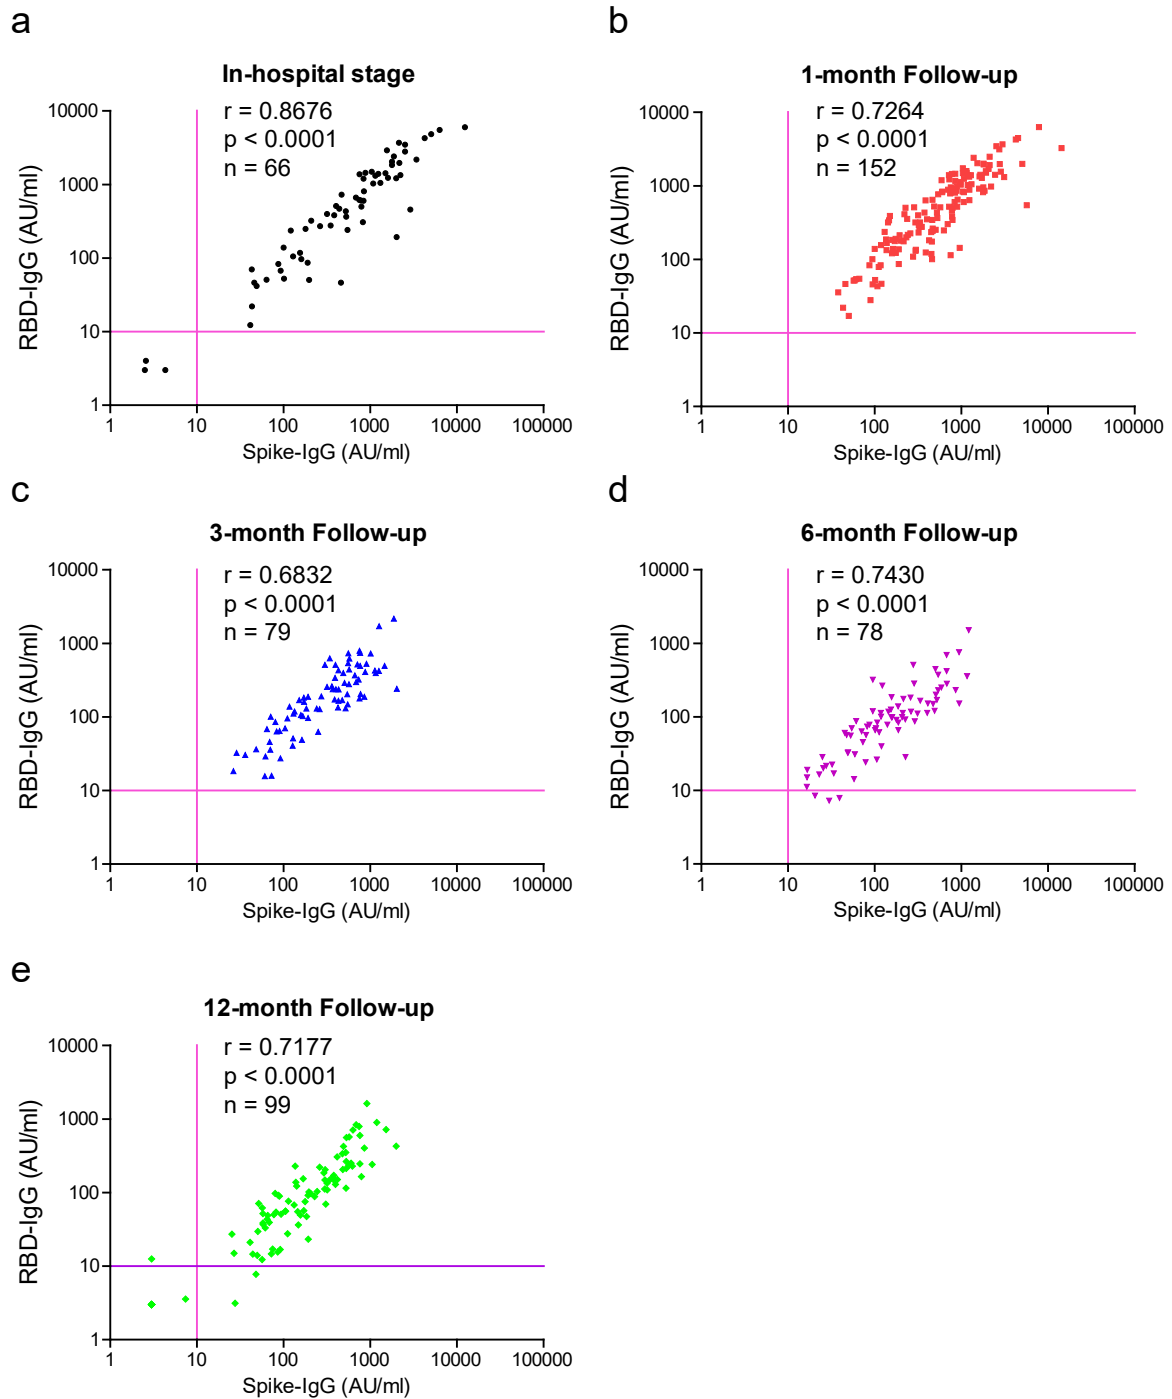 a
In-hospital stage
r = 0.8676
p < 0.0001
n = 66
10000
1000
100
10
1
RBD-IgG (AU/ml)
1 10 100 1000 10000 100000
Spike-IgG (AU/ml)
b
1-month Follow-up
r = 0.7264
p < 0.0001
n = 152
10000
1000
100
10
1
RBD-IgG (AU/ml)
1 10 100 1000 10000 100000
Spike-IgG (AU/ml)
c
3-month Follow-up
r = 0.6832
p < 0.0001
n = 79
10000
1000
100
10
1
RBD-IgG (AU/ml)
1 10 100 1000 10000 100000
Spike-IgG (AU/ml)
d
6-month Follow-up
r = 0.7430
p < 0.0001
n = 78
10000
1000
100
10
1
RBD-IgG (AU/ml)
1 10 100 1000 10000 100000
Spike-IgG (AU/ml)
e
12-month Follow-up
r = 0.7177
p < 0.0001
n = 99
10000
1000
100
10
1
RBD-IgG (AU/ml)
1 10 100 1000 10000 100000
Spike-IgG (AU/ml)